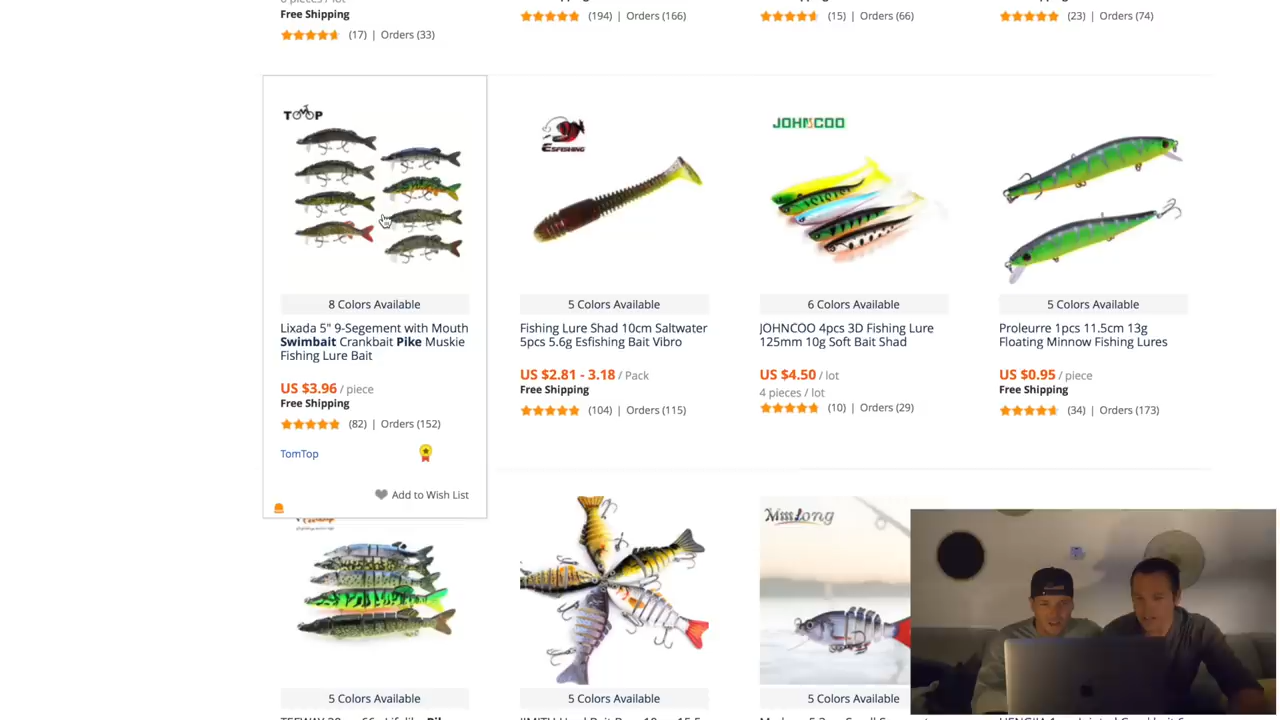 Free Shipping
(17) | Orders (33)
(194) | Orders (166)
(15) | Orders (66)
(23) | Orders (74)
TOMTOP
8 Colors Available
Lixada 5" 9-Segement with Mouth
Swimbait Crankbait Pike Muskie
Fishing Lure Bait
US $3.96 / piece
Free Shipping
(82) | Orders (152)
TomTop
Add to Wish List
ESFISHING
5 Colors Available
Fishing Lure Shad 10cm Saltwater
5pcs 5.6g Esfishing Bait Vibro
US $2.81 - 3.18 / Pack
Free Shipping
(104) | Orders (115)
JOHNCOO
6 Colors Available
JOHNCOO 4pcs 3D Fishing Lure
125mm 10g Soft Bait Shad
US $4.50 / lot
4 pieces / lot
(10) | Orders (29)
5 Colors Available
Proleurre 1pcs 11.5cm 13g
Floating Minnow Fishing Lures
US $0.95 / piece
Free Shipping
(34) | Orders (173)
5 Colors Available
5 Colors Available
5 Colors Available